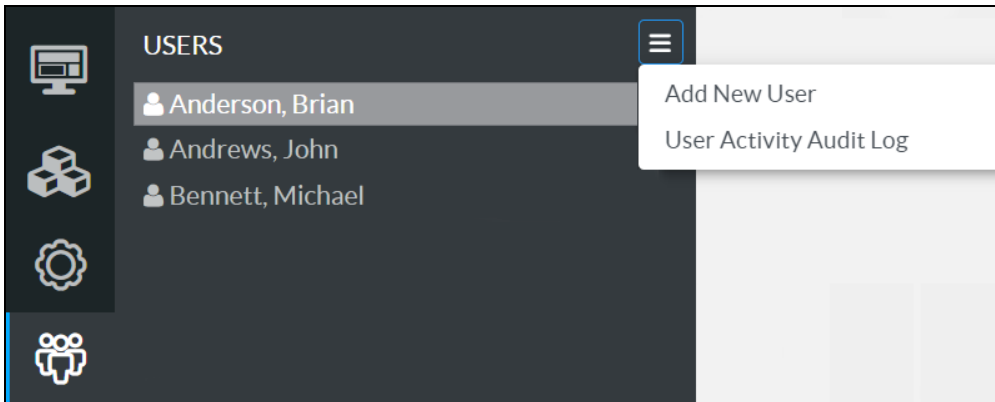 USERS
Anderson, Brian
Andrews, John
Bennett, Michael
Add New User
User Activity Audit Log